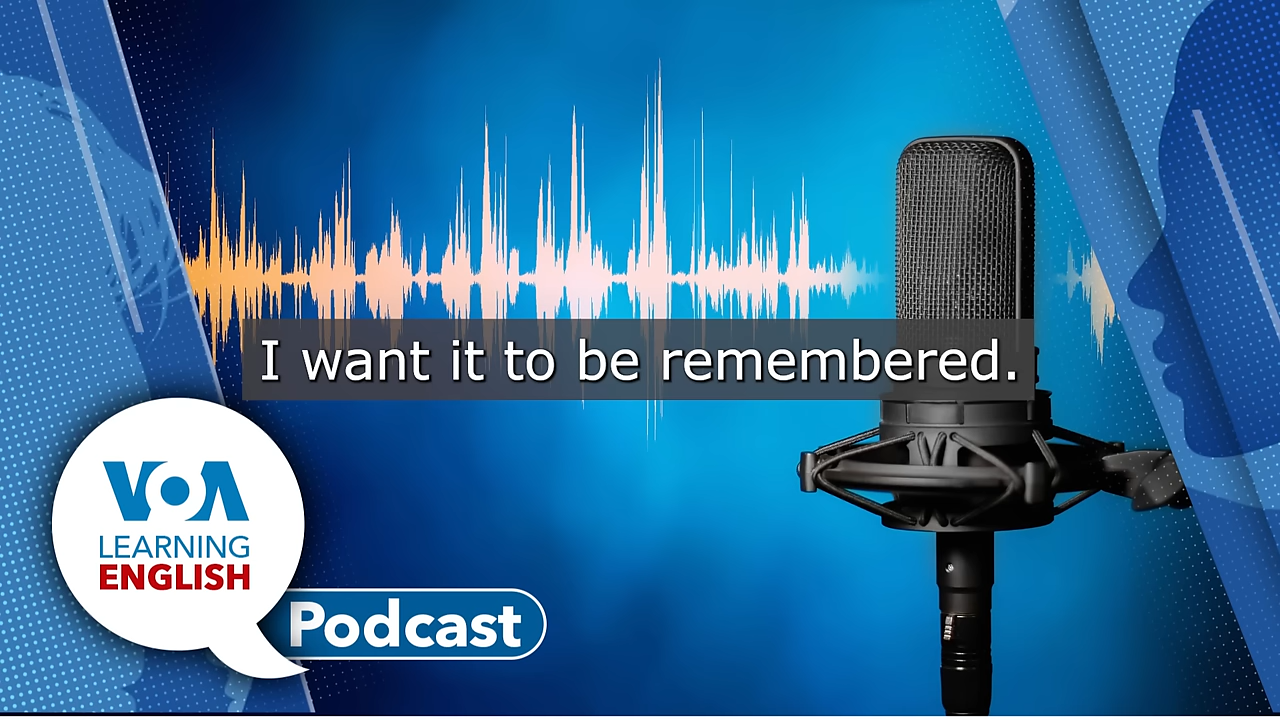 I want it to be remembered.
VOA
LEARNING
ENGLISH
Podcast